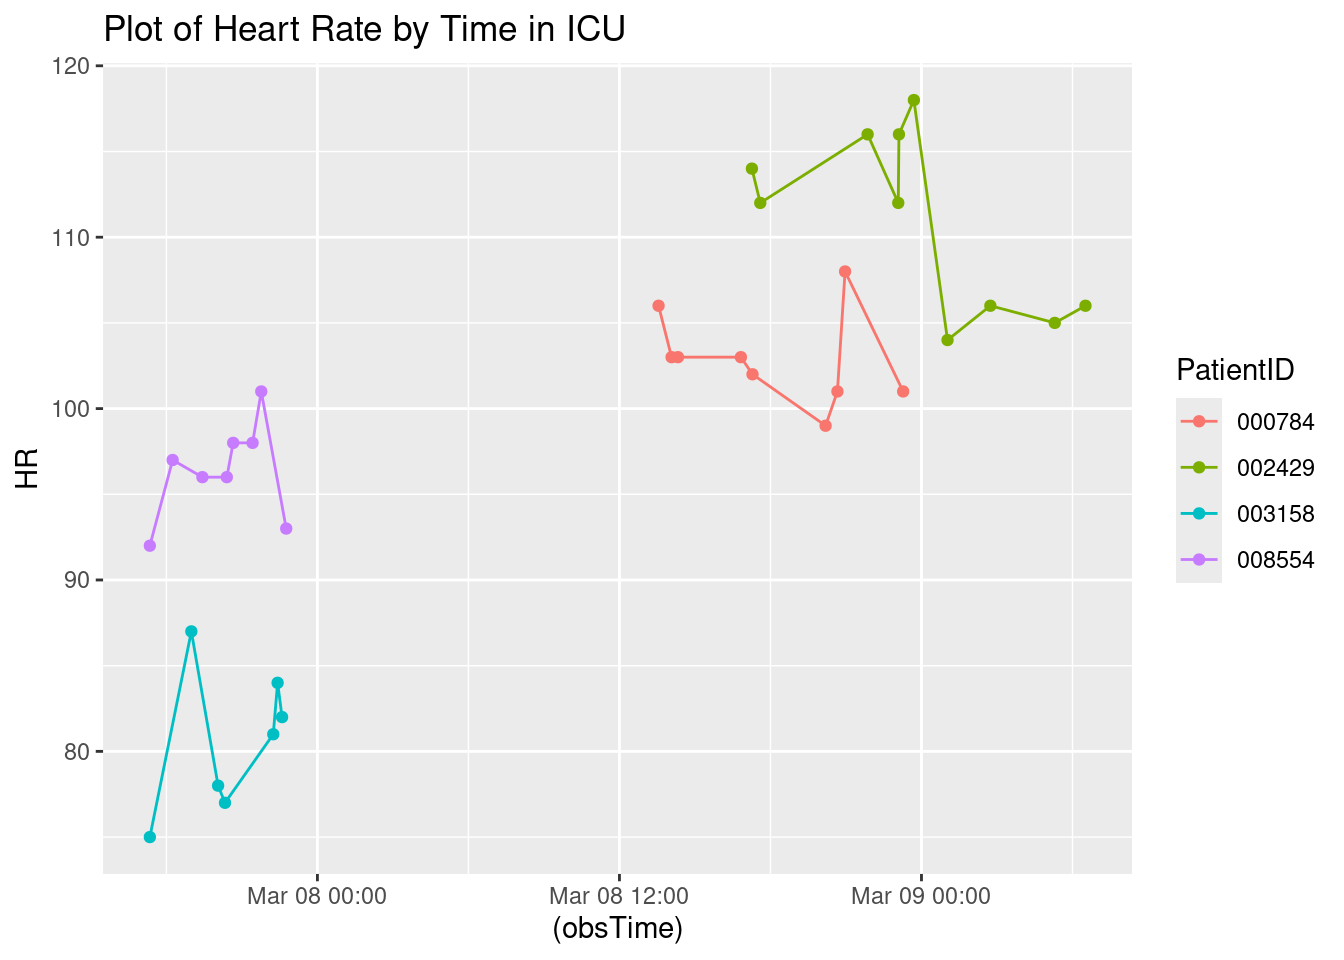 Plot of Heart Rate by Time in ICU
120
110
100
90
80
HR
Mar 08 00:00
Mar 08 12:00
Mar 09 00:00
(obsTime)
PatientID
000784
002429
003158
008554